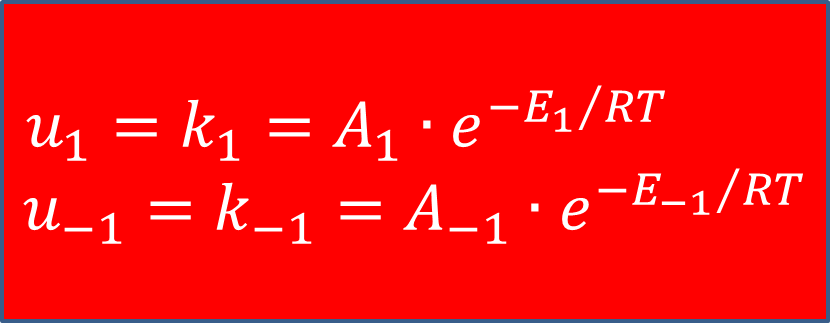 u₁ = k₁ = A₁ · e^(−E₁/RT)
u₋₁ = k₋₁ = A₋₁ · e^(−E₋₁/RT)